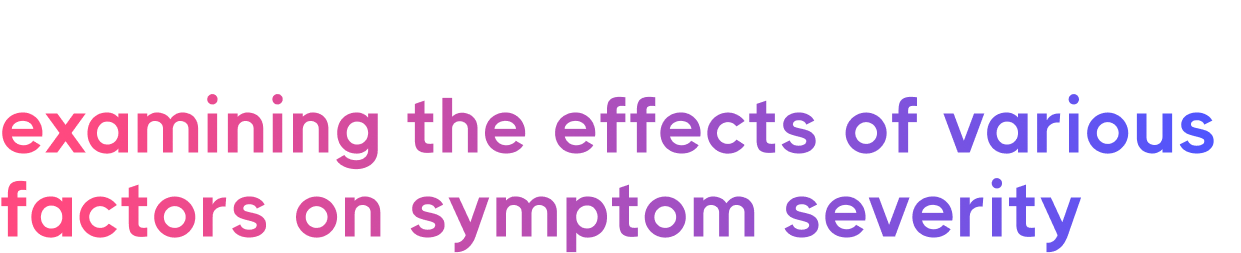 examining the effects of various
factors on symptom severity